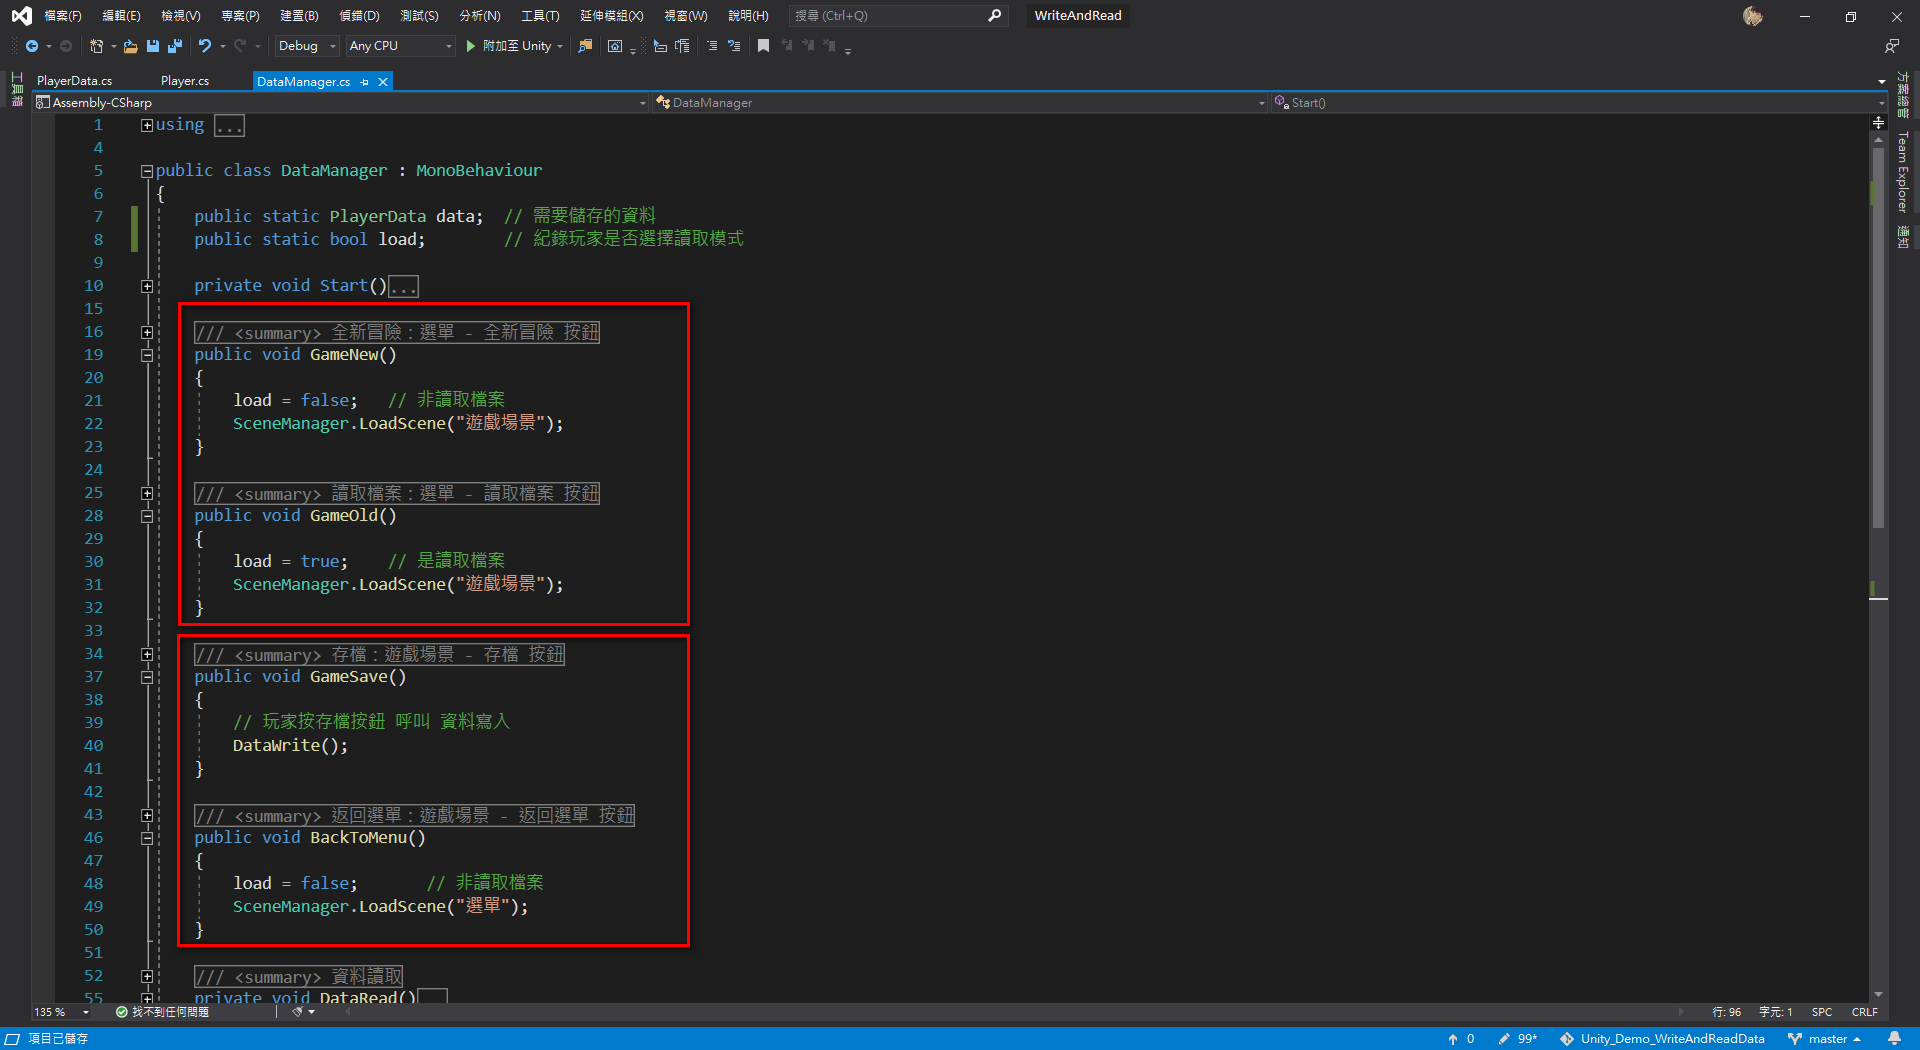 檔案(F) 編輯(E) 檢視(V) 專案(P) 建置(B) 偵錯(D) 測試(S) 分析(N) 工具(T) 延伸模組(X) 視窗(W) 說明(H) 搜尋 (Ctrl+Q) WriteAndRead
Debug Any CPU 附加至 Unity
工具箱
PlayerData.cs Player.cs DataManager.cs
Assembly-CSharp DataManager Start()
1 using ...
4
5 public class DataManager : MonoBehaviour
6 {
7 public static PlayerData data; // 需要儲存的資料
8 public static bool load; // 紀錄玩家是否選擇讀取模式
9
10 private void Start()...
15
16 /// <summary> 全新冒險：選單 - 全新冒險 按鈕
19 public void GameNew()
20 {
21 load = false; // 非讀取檔案
22 SceneManager.LoadScene("遊戲場景");
23 }
24
25 /// <summary> 讀取檔案：選單 - 讀取檔案 按鈕
28 public void GameOld()
29 {
30 load = true; // 是讀取檔案
31 SceneManager.LoadScene("遊戲場景");
32 }
33
34 /// <summary> 存檔：遊戲場景 - 存檔 按鈕
37 public void GameSave()
38 {
39 // 玩家按存檔按鈕 呼叫 資料寫入
40 DataWrite();
41 }
42
43 /// <summary> 返回選單：遊戲場景 - 返回選單 按鈕
46 public void BackToMenu()
47 {
48 load = false; // 非讀取檔案
49 SceneManager.LoadScene("選單");
50 }
51
52 /// <summary> 資料讀取
55 private void DataRead()
方案總管
Team Explorer
通知
135 % 找不到任何問題 行: 96 字元: 1 SPC CRLF
項目已儲存 0 99* Unity_Demo_WriteAndReadData master